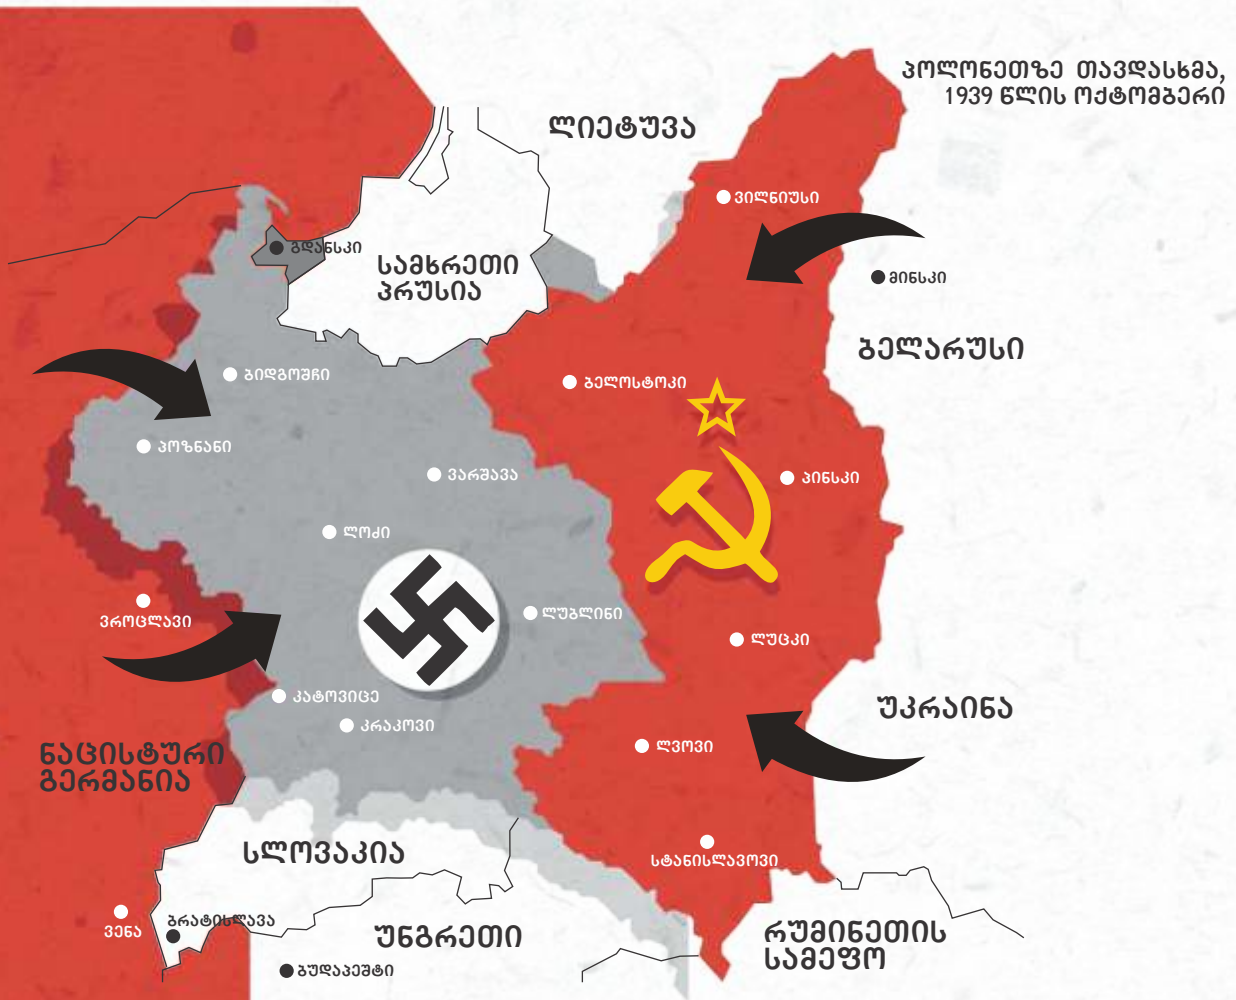 პოლონეთზე თავდასხმა,
1939 წლის ოქტომბერი
ლიეტუვა
ვილნიუსი
გდანსკი
სამხრეთი
პრუსია
მინსკი
ბელარუსი
ბიდგოშჩი
ბელოსტოკი
პოზნანი
ვარშავა
პინსკი
ლოძი
ვროცლავი
ლუბლინი
ლუცკი
კატოვიცე
კრაკოვი
უკრაინა
ლვოვი
ნაცისტური
გერმანია
სლოვაკია
სტანისლავოვი
ვენა
ბრატისლავა
უნგრეთი
რუმინეთის
სამეფო
ბუდაპეშტი